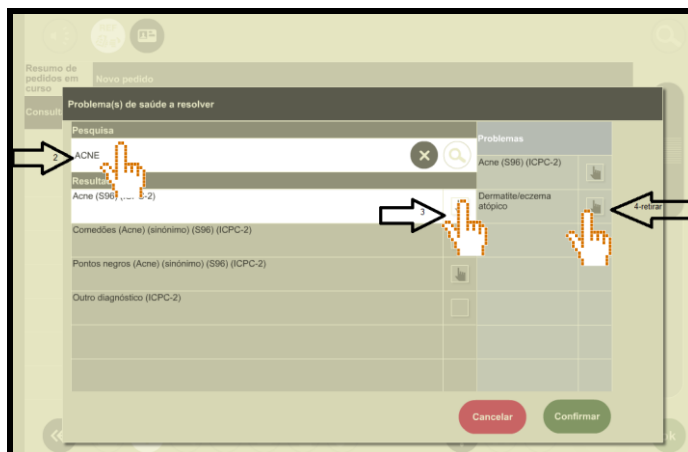 Resumo de
pedidos em
curso
Novo pedido
Consult
Problema(s) de saúde a resolver
Pesquisa
Problemas
2
ACNE
Acne (S96) (ICPC-2)
Resultad
Acne (S96)
3
Dermatite/eczema
atópico
4-retirar
Comedões (Acne) (sinónimo) (S96) (ICPC-2)
Pontos negros (Acne) (sinónimo) (S96) (ICPC-2)
Outro diagnóstico (ICPC-2)
Cancelar
Confirmar